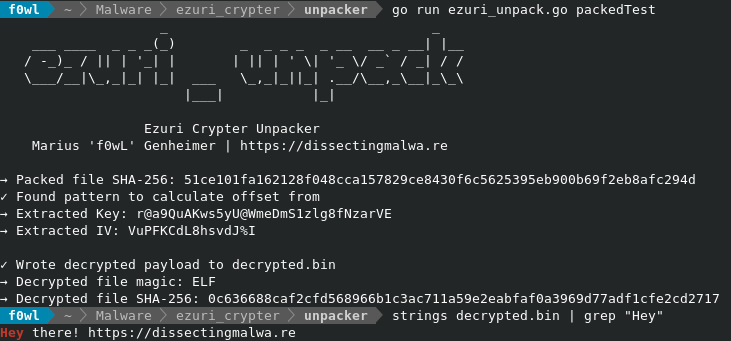 f0wl ~ Malware ezuri_crypter unpacker go run ezuri_unpack.go packedTest
ezuri_unpack
Ezuri Crypter Unpacker
Marius 'f0wL' Genheimer | https://dissectingmalwa.re
→ Packed file SHA-256: 51ce101fa162128f048cca157829ce8430f6c5625395eb900b69f2eb8afc294d
✓ Found pattern to calculate offset from
→ Extracted Key: r@a9QuAKws5yU@WmeDmS1zlg8fNzarVE
→ Extracted IV: VuPFKCdL8hsvdJ%I
✓ Wrote decrypted payload to decrypted.bin
→ Decrypted file magic: ELF
→ Decrypted file SHA-256: 0c636688caf2cfd568966b1c3ac711a59e2eabfaf0a3969d77adf1cfe2cd2717
f0wl ~ Malware ezuri_crypter unpacker strings decrypted.bin | grep "Hey"
Hey there! https://dissectingmalwa.re